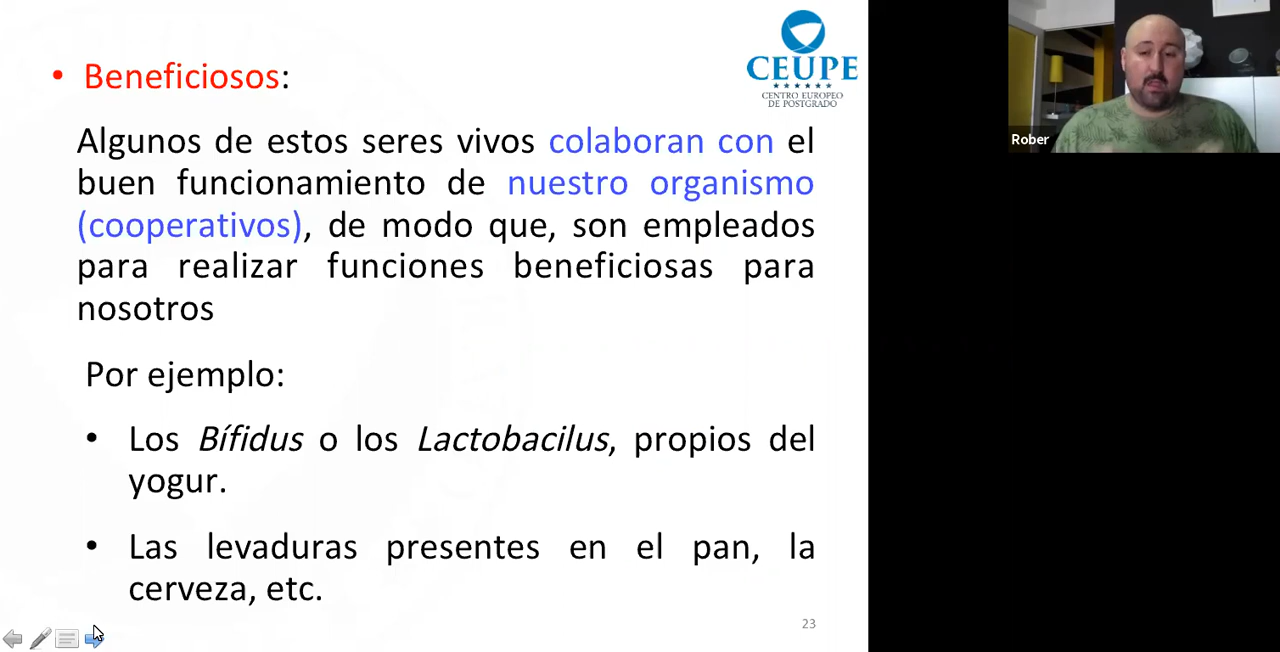 • Beneficiosos:
CEUPE
CENTRO EUROPEO
DE POSTGRADO
Rober
Algunos de estos seres vivos colaboran con el
buen funcionamiento de nuestro organismo
(cooperativos), de modo que, son empleados
para realizar funciones beneficiosas para
nosotros
Por ejemplo:
• Los Bífidus o los Lactobacilus, propios del
yogur.
• Las levaduras presentes en el pan, la
cerveza, etc.
23